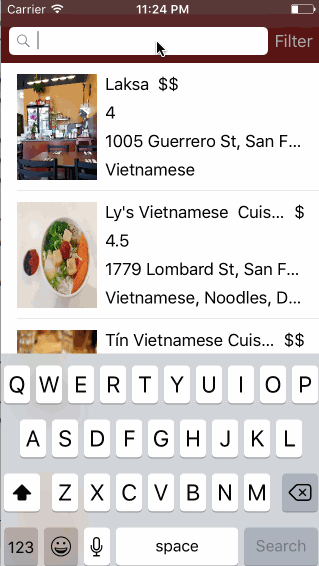 Carrier 11:24 PM
Filter
Laksa $$
4
1005 Guerrero St, San F...
Vietnamese
Ly's Vietnamese Cuis... $
4.5
1779 Lombard St, San F...
Vietnamese, Noodles, D...
Tín Vietnamese Cuis... $$
Q W E R T Y U I O P
A S D F G H J K L
Z X C V B N M
123 space Search